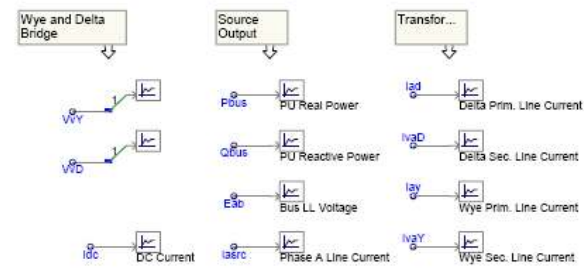 Wye and Delta
Bridge
Source
Output
Transfor...
1
VVY
1
VVD
Idc
DC Current
Pbus
PU Real Power
Qbus
PU Reactive Power
Eab
Bus LL Voltage
Iasrc
Phase A Line Current
Iad
Delta Prim. Line Current
IvaD
Delta Sec. Line Current
Iay
Wye Prim. Line Current
IvaY
Wye Sec. Line Current